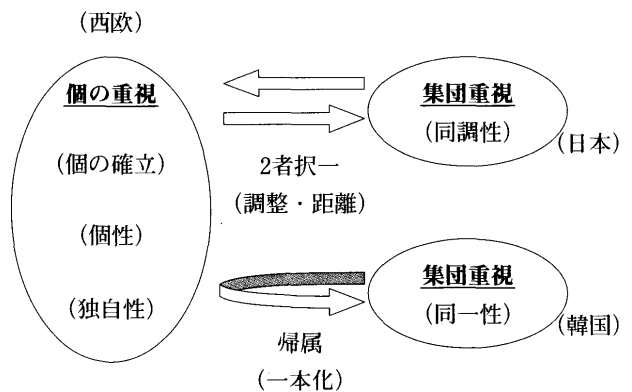 (西欧)
個の重視
(個の確立)
(個性)
(独自性)
2者択一
(調整・距離)
集団重視
(同調性)
(日本)
帰属
(一本化)
集団重視
(同一性)
(韓国)